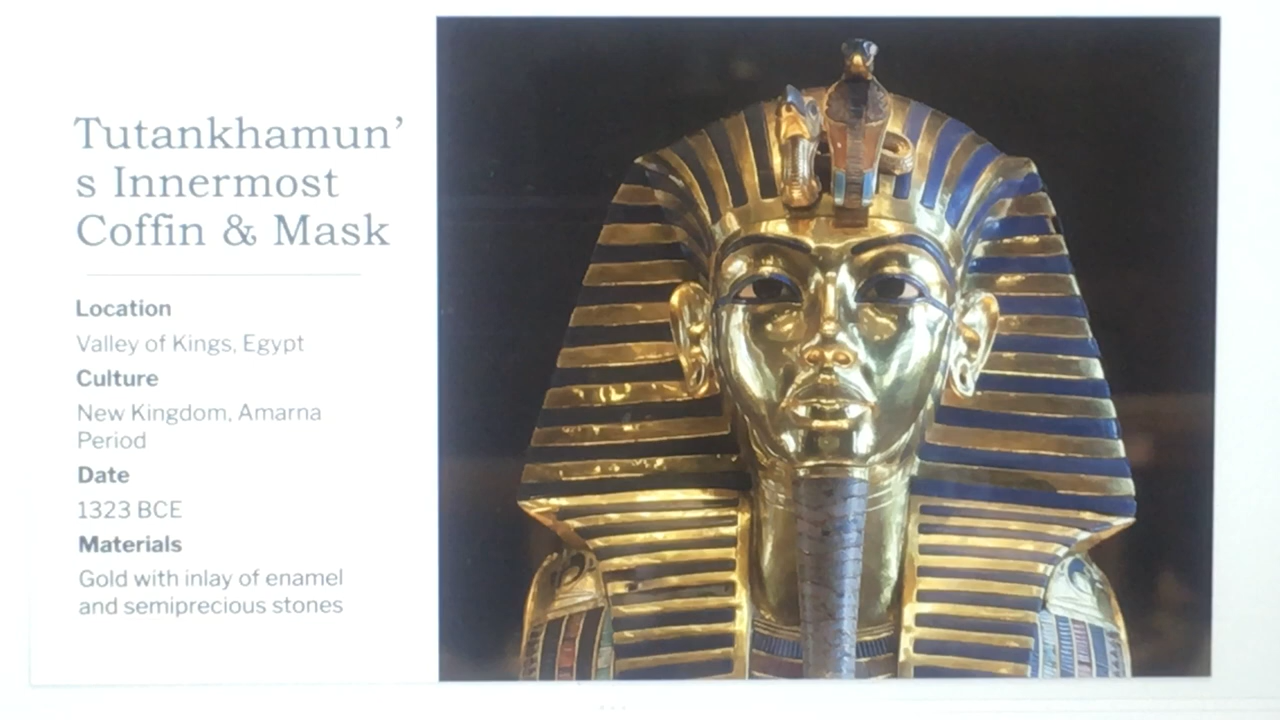 Tutankhamun’
s Innermost
Coffin & Mask
Location
Valley of Kings, Egypt
Culture
New Kingdom, Amarna
Period
Date
1323 BCE
Materials
Gold with inlay of enamel
and semiprecious stones